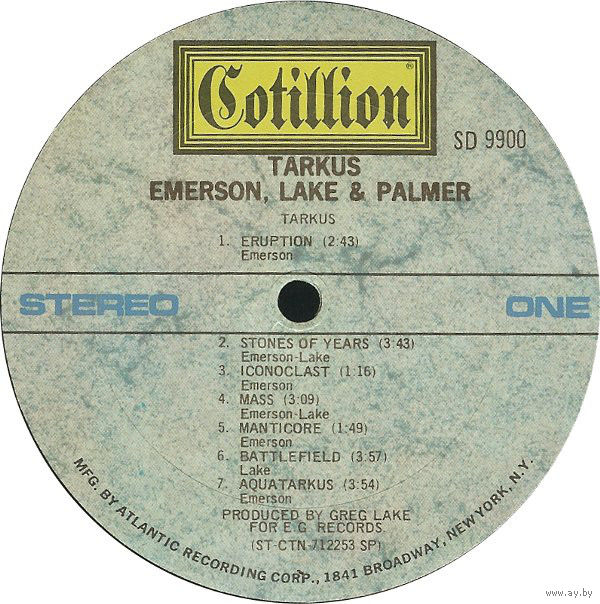 Cotillion®
SD 9900
TARKUS
EMERSON, LAKE & PALMER
TARKUS
1. ERUPTION (2:43)
Emerson
STEREO
ONE
2. STONES OF YEARS (3:43)
Emerson-Lake
3. ICONOCLAST (1:16)
Emerson
4. MASS (3:09)
Emerson-Lake
5. MANTICORE (1:49)
Emerson
6. BATTLEFIELD (3:57)
Lake
7. AQUATARKUS (3:54)
Emerson
PRODUCED BY GREG LAKE
FOR E.G. RECORDS
(ST-CTN-712253 SP)
MFG. BY ATLANTIC RECORDING CORP., 1841 BROADWAY, NEW YORK, N.Y.
www.ay.by